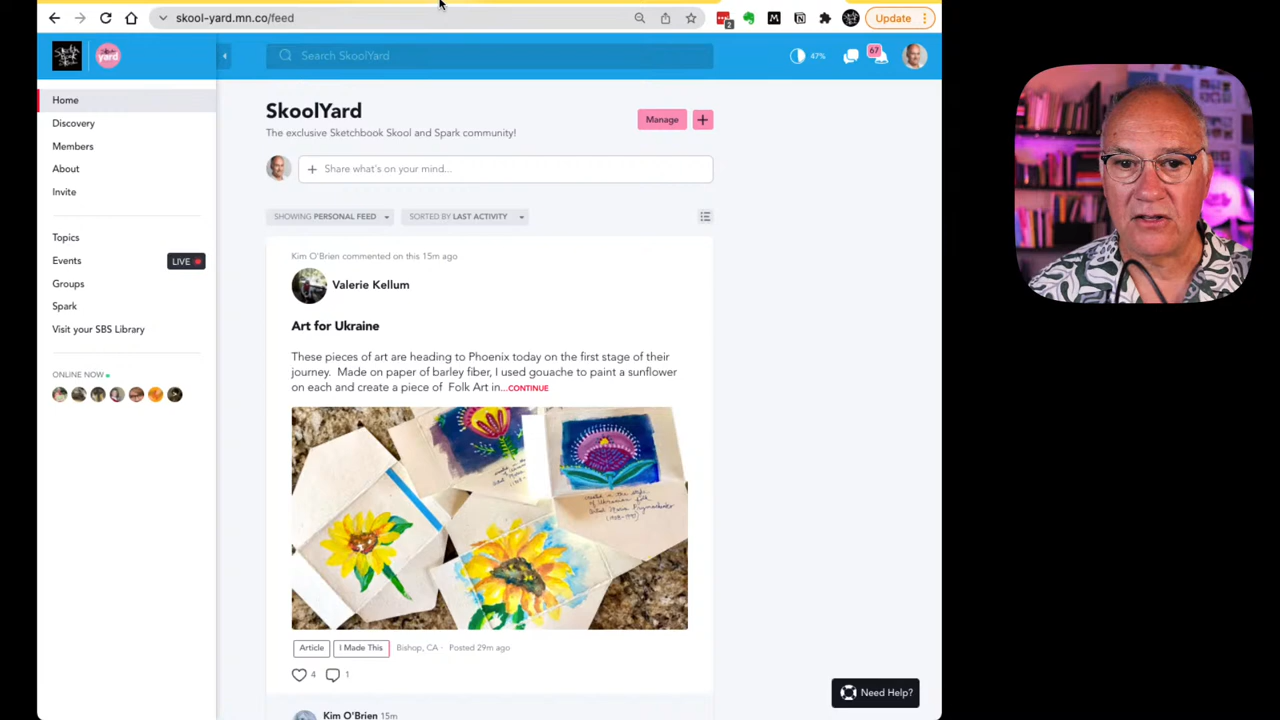 skool-yard.mn.co/feed
2
M
N
Update
yard
Search SkoolYard
47%
67
Home
Discovery
Members
About
Invite
Topics
Events
LIVE
Groups
Spark
Visit your SBS Library
ONLINE NOW
SkoolYard
The exclusive Sketchbook Skool and Spark community!
Manage
Share what's on your mind...
SHOWING PERSONAL FEED
SORTED BY LAST ACTIVITY
Kim O'Brien commented on this 15m ago
Valerie Kellum
Art for Ukraine
These pieces of art are heading to Phoenix today on the first stage of their
journey. Made on paper of barley fiber, I used gouache to paint a sunflower
on each and create a piece of Folk Art in...CONTINUE
Article
I Made This
Bishop, CA · Posted 29m ago
4
1
Need Help?
Kim O'Brien 15m